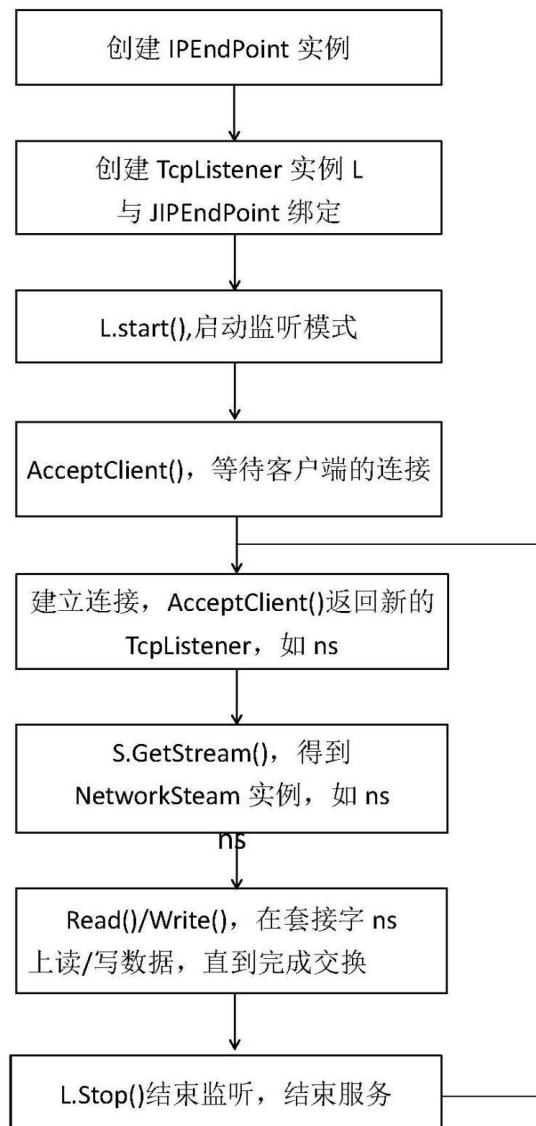 创建 IPEndPoint 实例
创建 TcpListener 实例 L
与 JIPEndPoint 绑定
L.start(),启动监听模式
AcceptClient()，等待客户端的连接
建立连接，AcceptClient()返回新的
TcpListener，如 ns
S.GetStream()，得到
NetworkSteam 实例，如 ns
ns
Read()/Write()，在套接字 ns
上读/写数据，直到完成交换
L.Stop()结束监听，结束服务